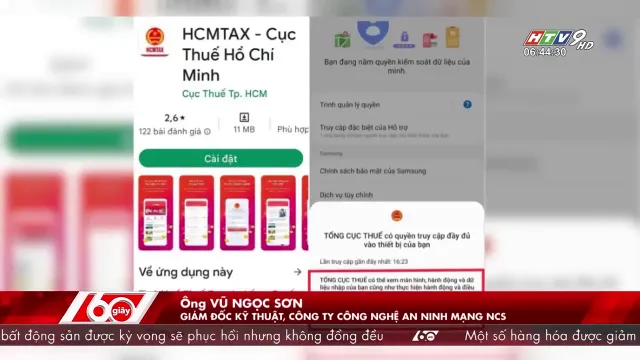 HTV9 HD
06:44:30
HCMTAX - Cục
Thuế Hồ Chí
Minh
Cục Thuế Tp. HCM
HCMTAX
2,6★
122 bài đánh giá
11 MB
Phù hợp
Cài đặt
Về ứng dụng này
Bạn đang nắm quyền kiểm soát dữ liệu của
mình.
Trình quản lý quyền
Truy cập đặc biệt của Hỗ trợ
Samsung
Chính sách bảo mật của Samsung
Dịch vụ tùy chỉnh
TỔNG CỤC THUẾ có quyền truy cập đầy đủ
vào thiết bị của bạn
Lần truy cập gần đây nhất: 16:23
TỔNG CỤC THUẾ có thể xem màn hình, hành động và dữ
liệu nhập của bạn cũng như thực hiện hành động và điều
60 giây
Ông VŨ NGỌC SƠN
GIÁM ĐỐC KỸ THUẬT, CÔNG TY CÔNG NGHỆ AN NINH MẠNG NCS
bất động sản được kỳ vọng sẽ phục hồi nhưng không đồng đều
Một số hàng hóa được giảm